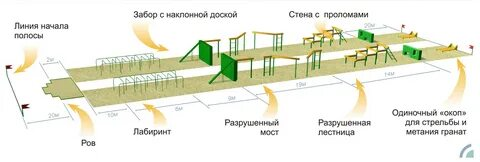 Линия начала
полосы
Забор с наклонной доской
Стена с проломами
2м
20м
20м
10м
6м
9м
19м
14м
Ров
Лабиринт
Разрушенный
мост
Разрушенная
лестница
Одиночный «окоп»
для стрельбы и
метания гранат